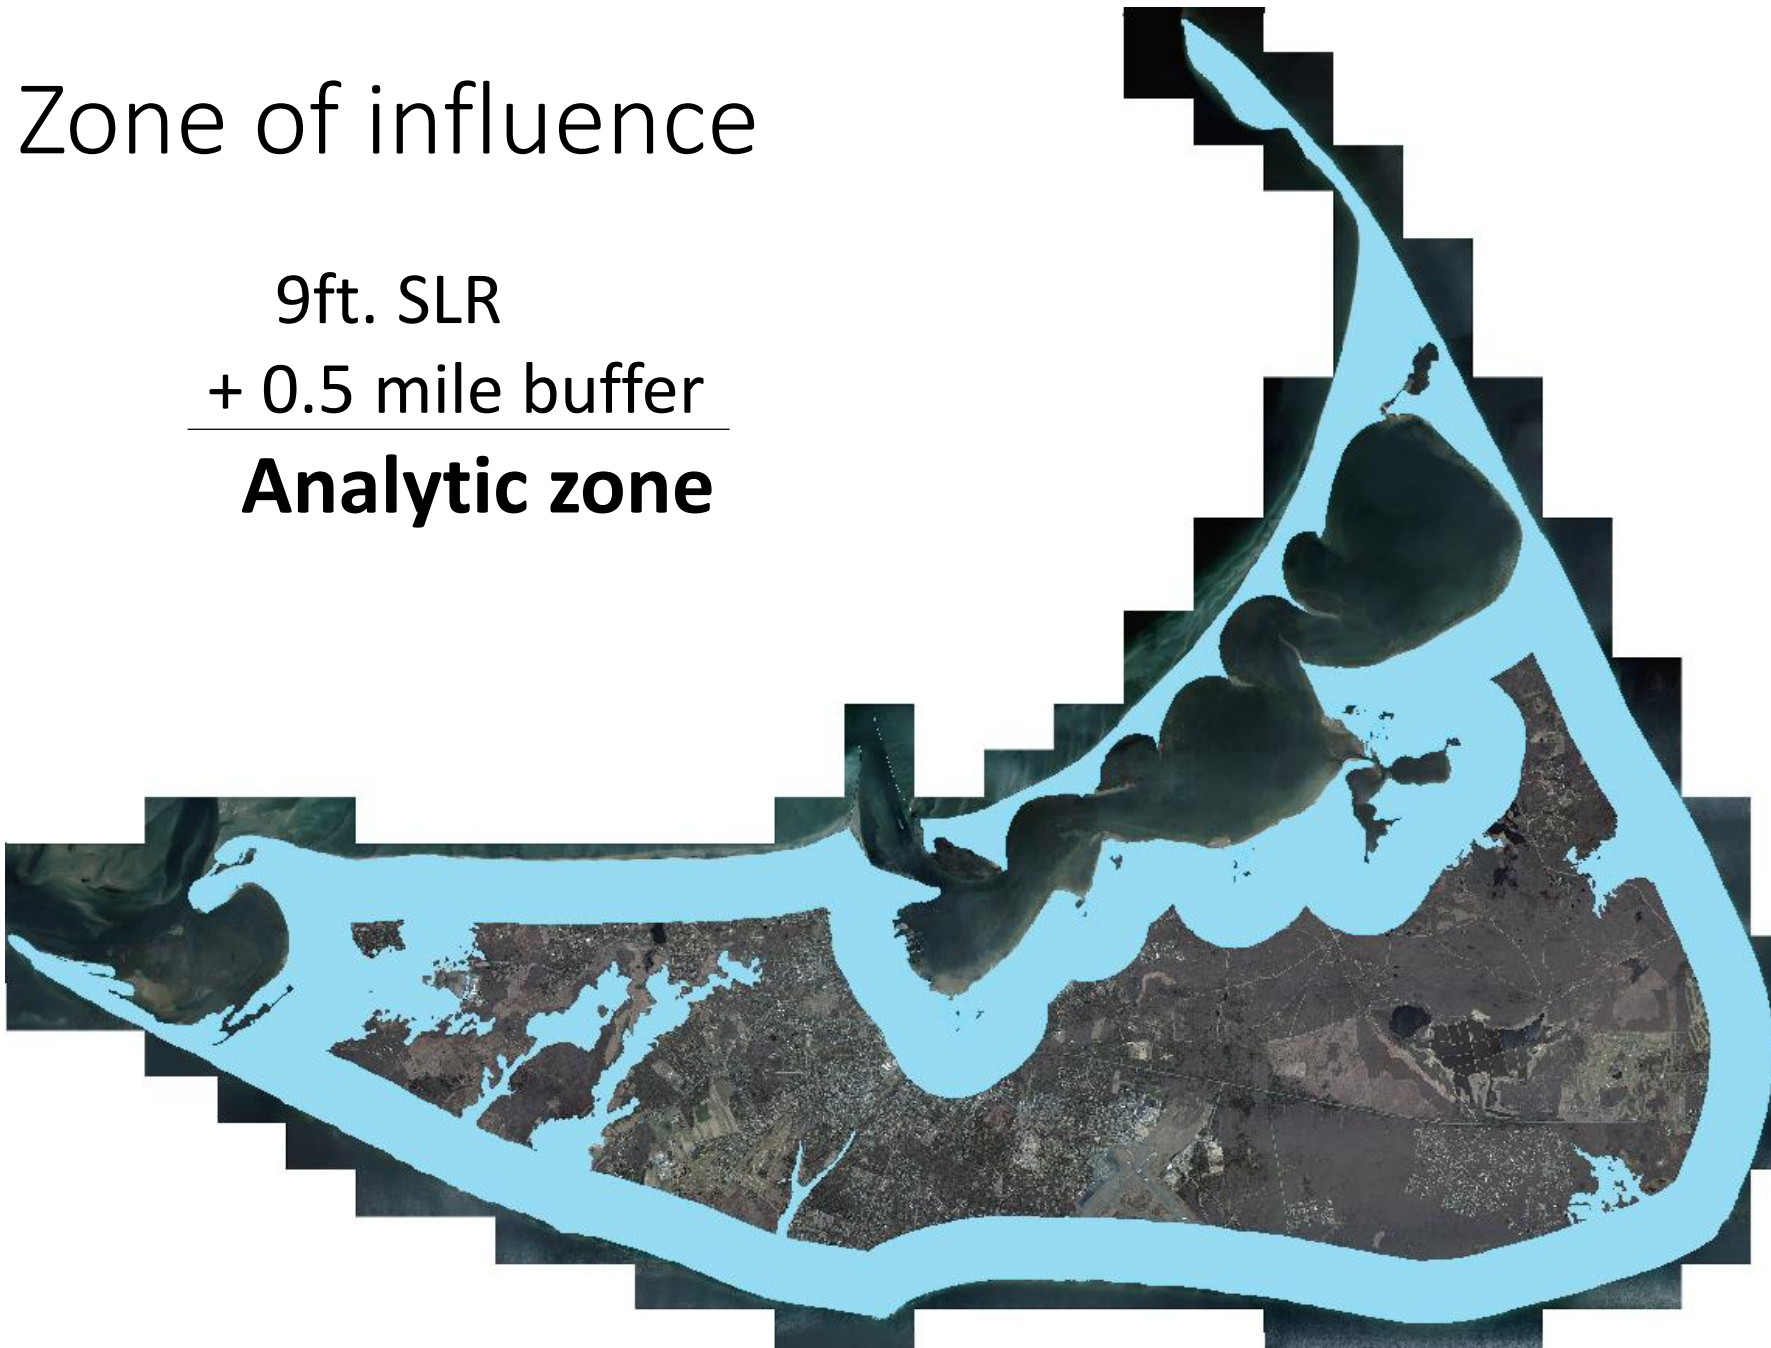 Zone of influence
9ft. SLR
+ 0.5 mile buffer
Analytic zone